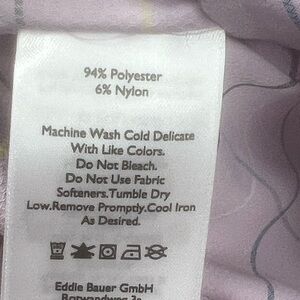 94% Polyester
6% Nylon
Machine Wash Cold Delicate
With Like Colors.
Do Not Bleach.
Do Not Use Fabric
Softeners.Tumble Dry
Low.Remove Promptly.Cool Iron
As Desired.
Eddie Bauer GmbH